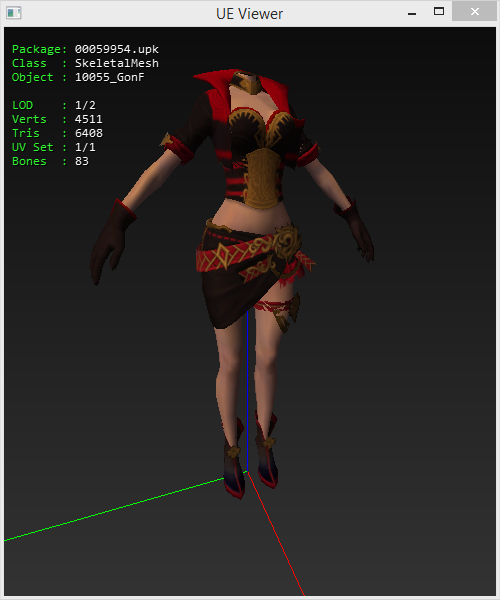 UE Viewer
Package: 00059954.upk
Class : SkeletalMesh
Object : 10055_GonF
LOD : 1/2
Verts : 4511
Tris : 6408
UV Set : 1/1
Bones : 83